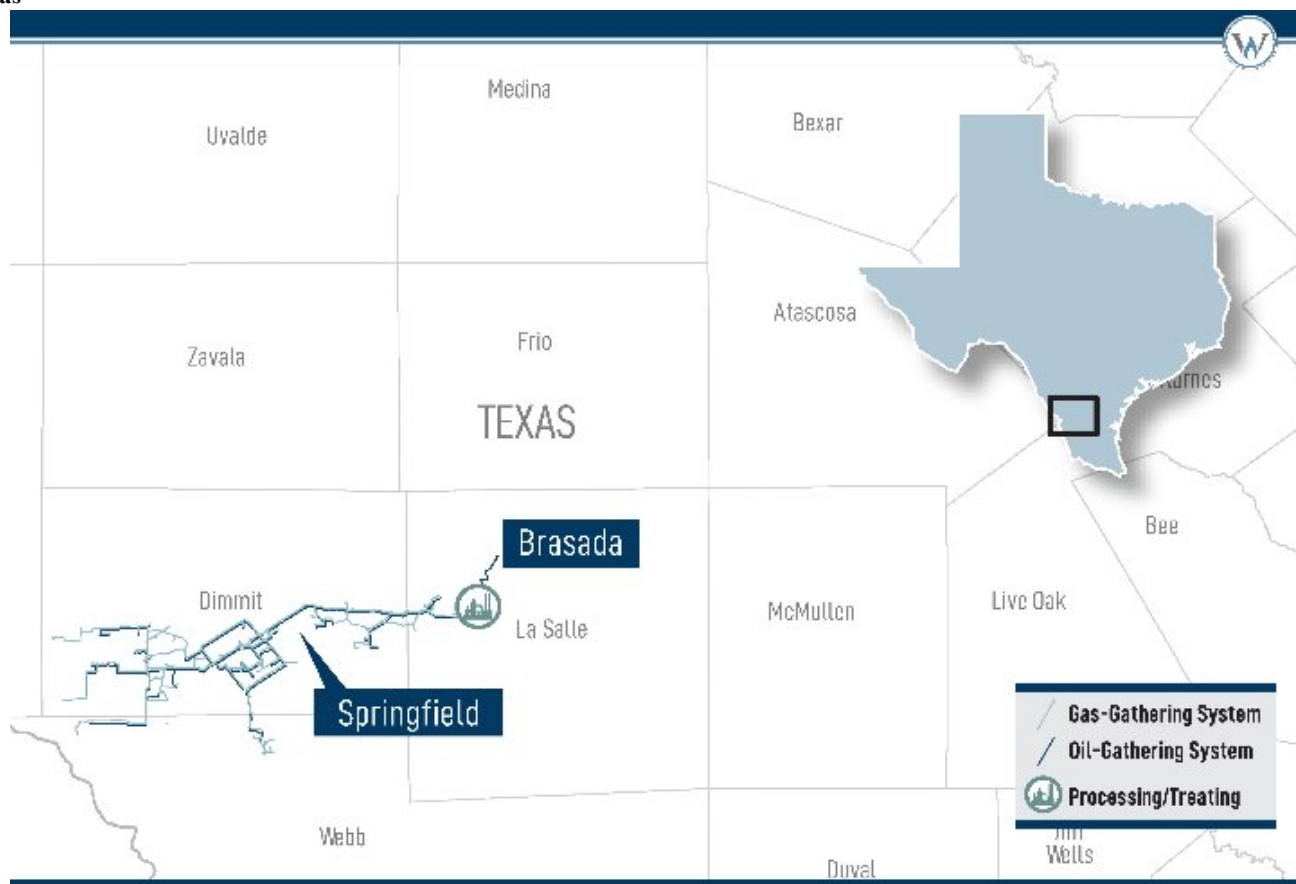 W
Medina
Bexar
Uvalde
Atascosa
Frio
Zavala
Karnes
TEXAS
Bee
Brasada
Dimmit
Live Oak
McMullen
La Salle
Springfield
Gas-Gathering System
Oil-Gathering System
Processing/Treating
Webb
Wells
Duval